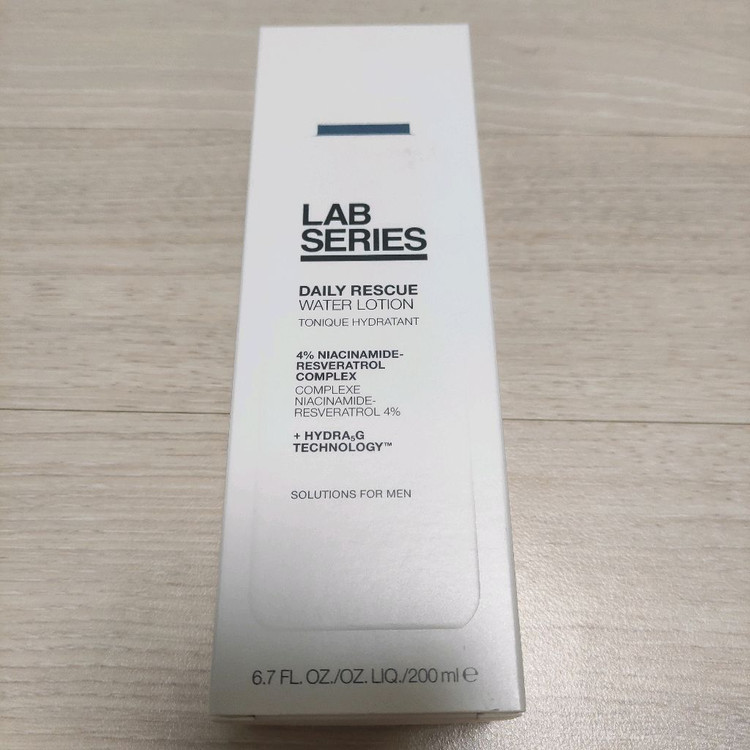 LAB
SERIES
DAILY RESCUE
WATER LOTION
TONIQUE HYDRATANT
4% NIACINAMIDE-
RESVERATROL
COMPLEX
COMPLEXE
NIACINAMIDE-
RESVERATROL 4%
+ HYDRA₅G
TECHNOLOGY™
SOLUTIONS FOR MEN
6.7 FL. OZ./OZ. LIQ./200 ml ℮